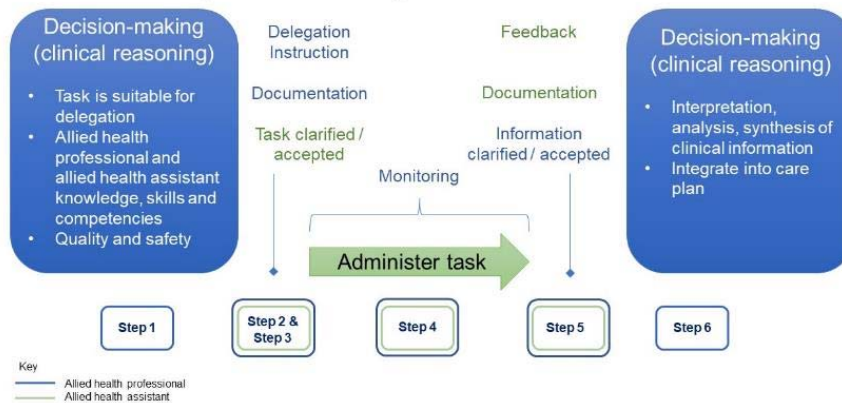 Decision-making
(clinical reasoning)
• Task is suitable for
delegation
• Allied health
professional and
allied health assistant
knowledge, skills and
competencies
• Quality and safety
Delegation
Instruction
Documentation
Task clarified /
accepted
Monitoring
Administer task
Feedback
Documentation
Information
clarified / accepted
Decision-making
(clinical reasoning)
• Interpretation,
analysis, synthesis of
clinical information
• Integrate into care
plan
Step 1
Step 2 &
Step 3
Step 4
Step 5
Step 6
Key
Allied health professional
Allied health assistant